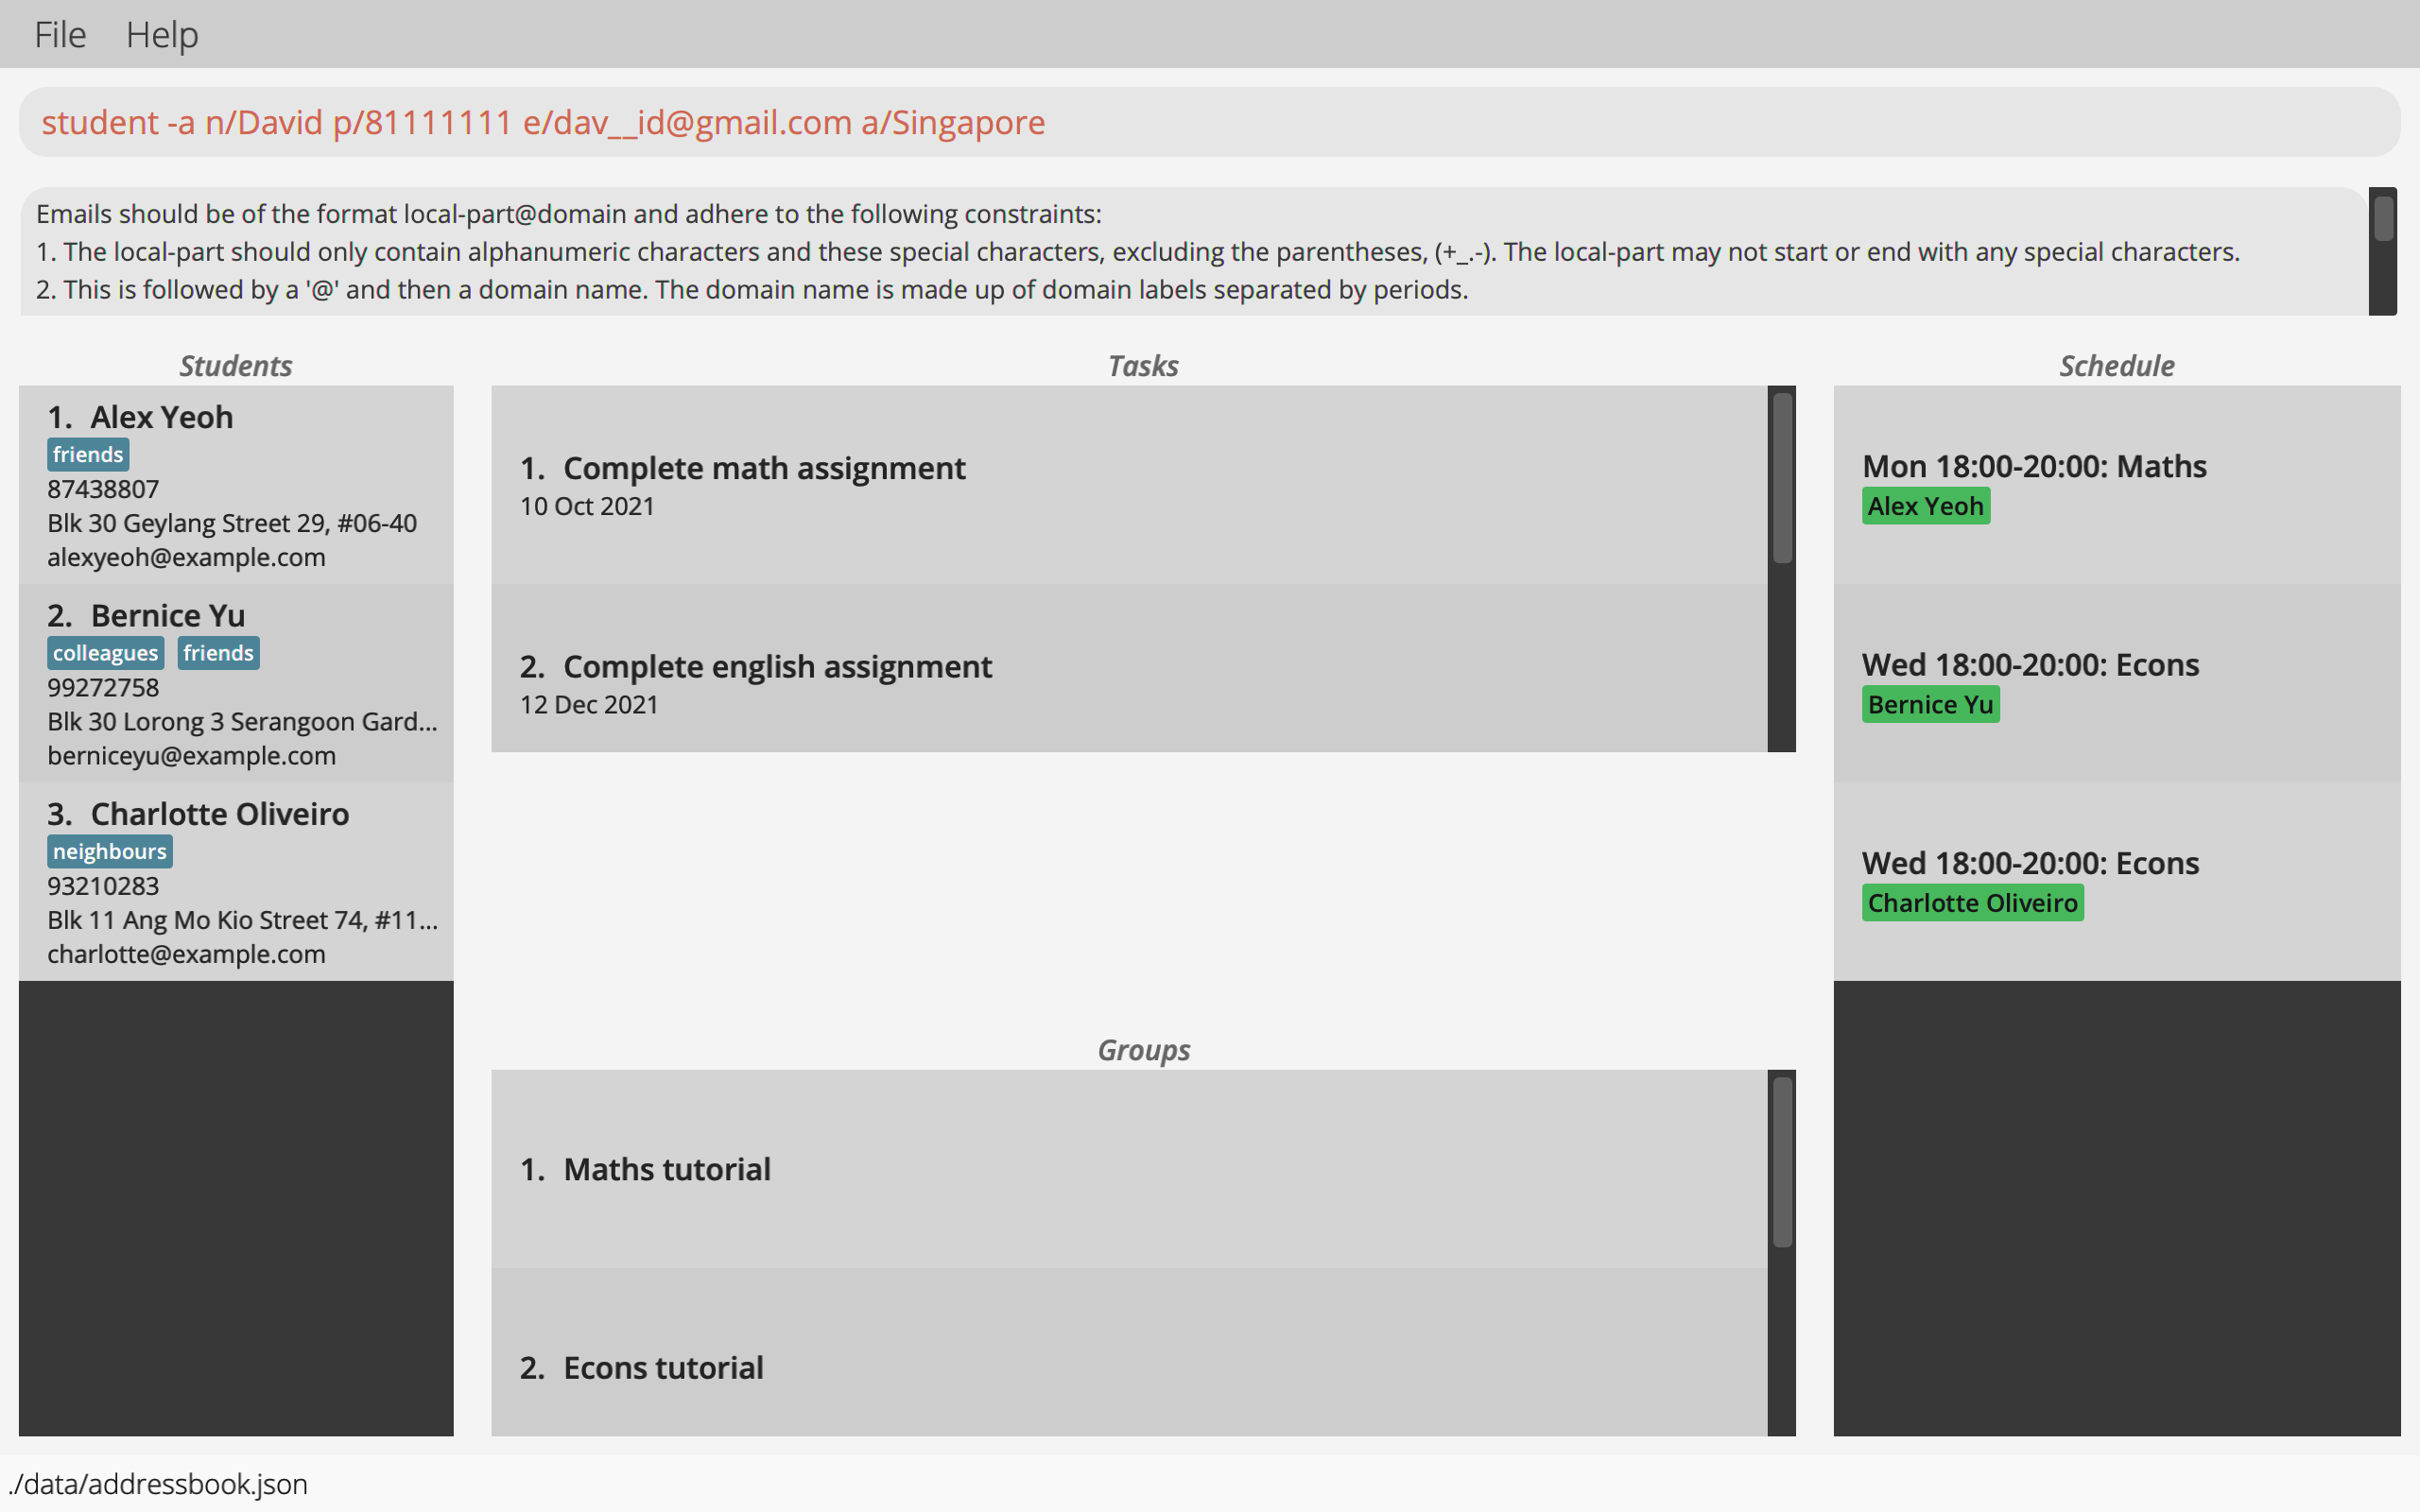 File Help
student -a n/David p/81111111 e/dav__id@gmail.com a/Singapore
Emails should be of the format local-part@domain and adhere to the following constraints:
1. The local-part should only contain alphanumeric characters and these special characters, excluding the parentheses, (+_.-). The local-part may not start or end with any special characters.
2. This is followed by a '@' and then a domain name. The domain name is made up of domain labels separated by periods.
Students
1. Alex Yeoh
friends
87438807
Blk 30 Geylang Street 29, #06-40
alexyeoh@example.com
2. Bernice Yu
colleagues friends
99272758
Blk 30 Lorong 3 Serangoon Gard...
berniceyu@example.com
3. Charlotte Oliveiro
neighbours
93210283
Blk 11 Ang Mo Kio Street 74, #11...
charlotte@example.com
Tasks
1. Complete math assignment
10 Oct 2021
2. Complete english assignment
12 Dec 2021
Groups
1. Maths tutorial
2. Econs tutorial
Schedule
Mon 18:00-20:00: Maths
Alex Yeoh
Wed 18:00-20:00: Econs
Bernice Yu
Wed 18:00-20:00: Econs
Charlotte Oliveiro
./data/addressbook.json